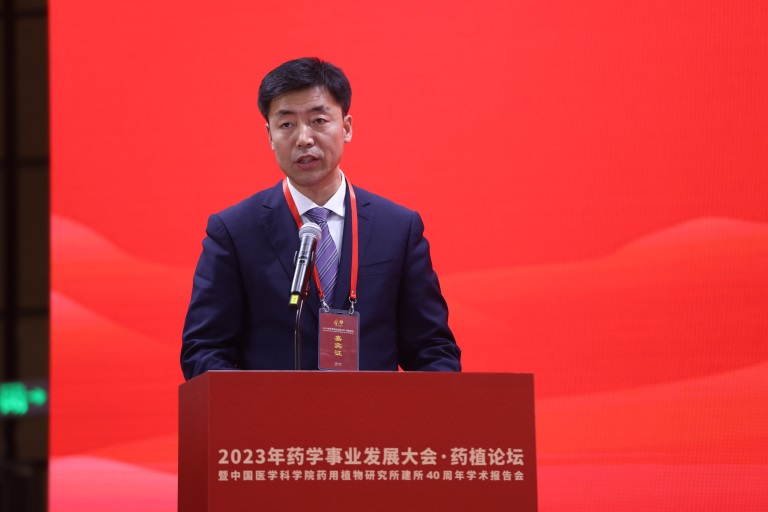 嘉宾证
2023年药学事业发展大会·药植论坛
暨中国医学科学院药用植物研究所建所40周年学术报告会